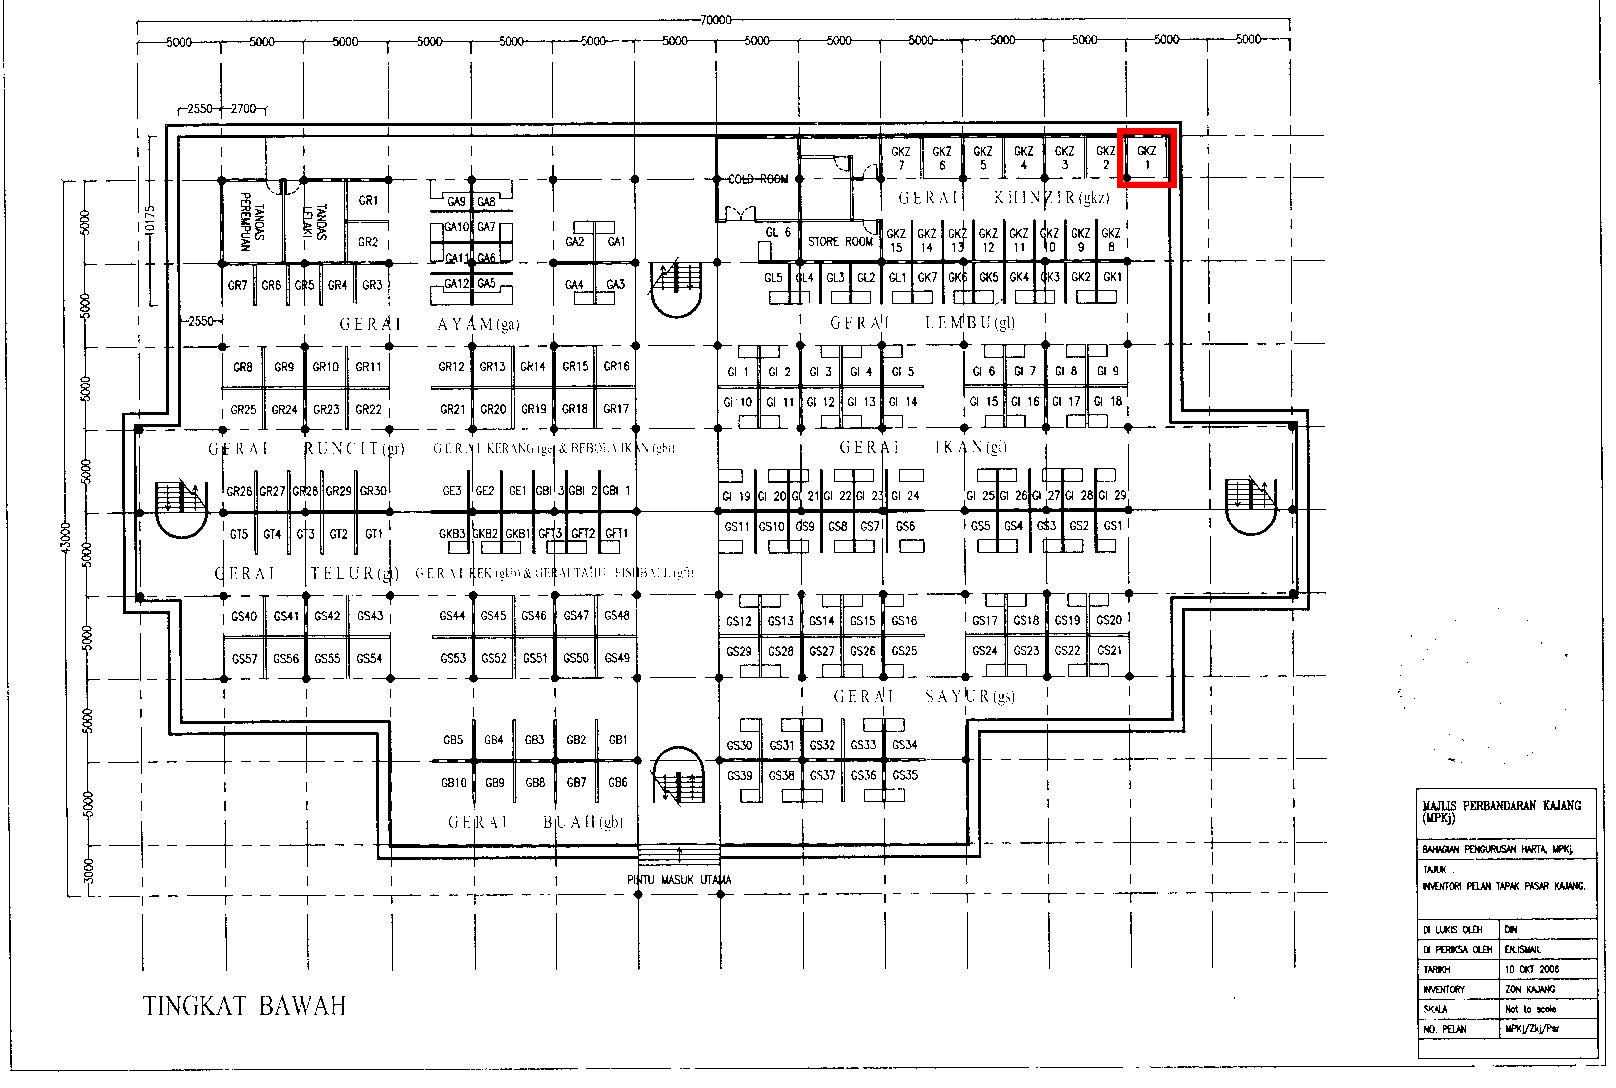 70000
5000 5000 5000 5000 5000 5000 5000 5000 5000 5000 5000 5000 5000 5000
2550 2700
GKZ 7 GKZ 6 GKZ 5 GKZ 4 GKZ 3 GKZ 2 GKZ 1
COLD ROOM
GERAI KHINZIR(gkz)
TANDAS PEREMPUAN
TANDAS LELAKI
GR1
GR2
GA9 GA8
GA10 GA7
GA11 GA6
GA12 GA5
GA2 GA1
GA4 GA3
GL 6
STORE ROOM
GKZ 15 GKZ 14 GKZ 13 GKZ 12 GKZ 11 GKZ 10 GKZ 9 GKZ 8
GR7 GR6 GR5 GR4 GR3
GL5 GL4 GL3 GL2 GL1 GK7 GK6 GK5 GK4 GK3 GK2 GK1
10175
2550
GERAI AYAM(ga)
GERAI LEMBU(gl)
GR8 GR9 GR10 GR11 GR12 GR13 GR14 GR15 GR16
GI 1 GI 2 GI 3 GI 4 GI 5 GI 6 GI 7 GI 8 GI 9
GR25 GR24 GR23 GR22 GR21 GR20 GR19 GR18 GR17
GI 10 GI 11 GI 12 GI 13 GI 14 GI 15 GI 16 GI 17 GI 18
GERAI RUNCIT(gr)
GERAI KERANG(ge) & BEBOLA IKAN(gbi)
GERAI IKAN(gi)
GR26 GR27 GR28 GR29 GR30 GE3 GE2 GE1 GBI 3 GBI 2 GBI 1
GI 19 GI 20 GI 21 GI 22 GI 23 GI 24 GI 25 GI 26 GI 27 GI 28 GI 29
GT5 GT4 GT3 GT2 GT1 GKB3 GKB2 GKB1 GFT3 GFT2 GFT1
GS11 GS10 GS9 GS8 GS7 GS6 GS5 GS4 GS3 GS2 GS1
GERAI TELUR(gt)
GERAI KEK(gkb) & GERAI TAHU FISHBALL(gft)
GS40 GS41 GS42 GS43 GS44 GS45 GS46 GS47 GS48
GS12 GS13 GS14 GS15 GS16 GS17 GS18 GS19 GS20
GS57 GS56 GS55 GS54 GS53 GS52 GS51 GS50 GS49
GS29 GS28 GS27 GS26 GS25 GS24 GS23 GS22 GS21
GERAI SAYUR(gs)
GB5 GB4 GB3 GB2 GB1
GS30 GS31 GS32 GS33 GS34
GB10 GB9 GB8 GB7 GB6
GS39 GS38 GS37 GS36 GS35
GERAI BUAH(gb)
PINTU MASUK UTAMA
43000
5000 5000 5000 5000 5000 5000 5000 5000 3000
TINGKAT BAWAH
MAJLIS PERBANDARAN KAJANG
(MPKj)
BAHAGIAN PENGURUSAN HARTA, MPKj,
TAJUK .
INVENTORI PELAN TAPAK PASAR KAJANG.
DI LUKIS OLEH DIN
DI PERIKSA OLEH EN.ISMAIL
TARIKH 10 OKT 2006
INVENTORY ZON KAJANG
SKALA Not to scale
NO. PELAN MPKj/Zkj/Psr